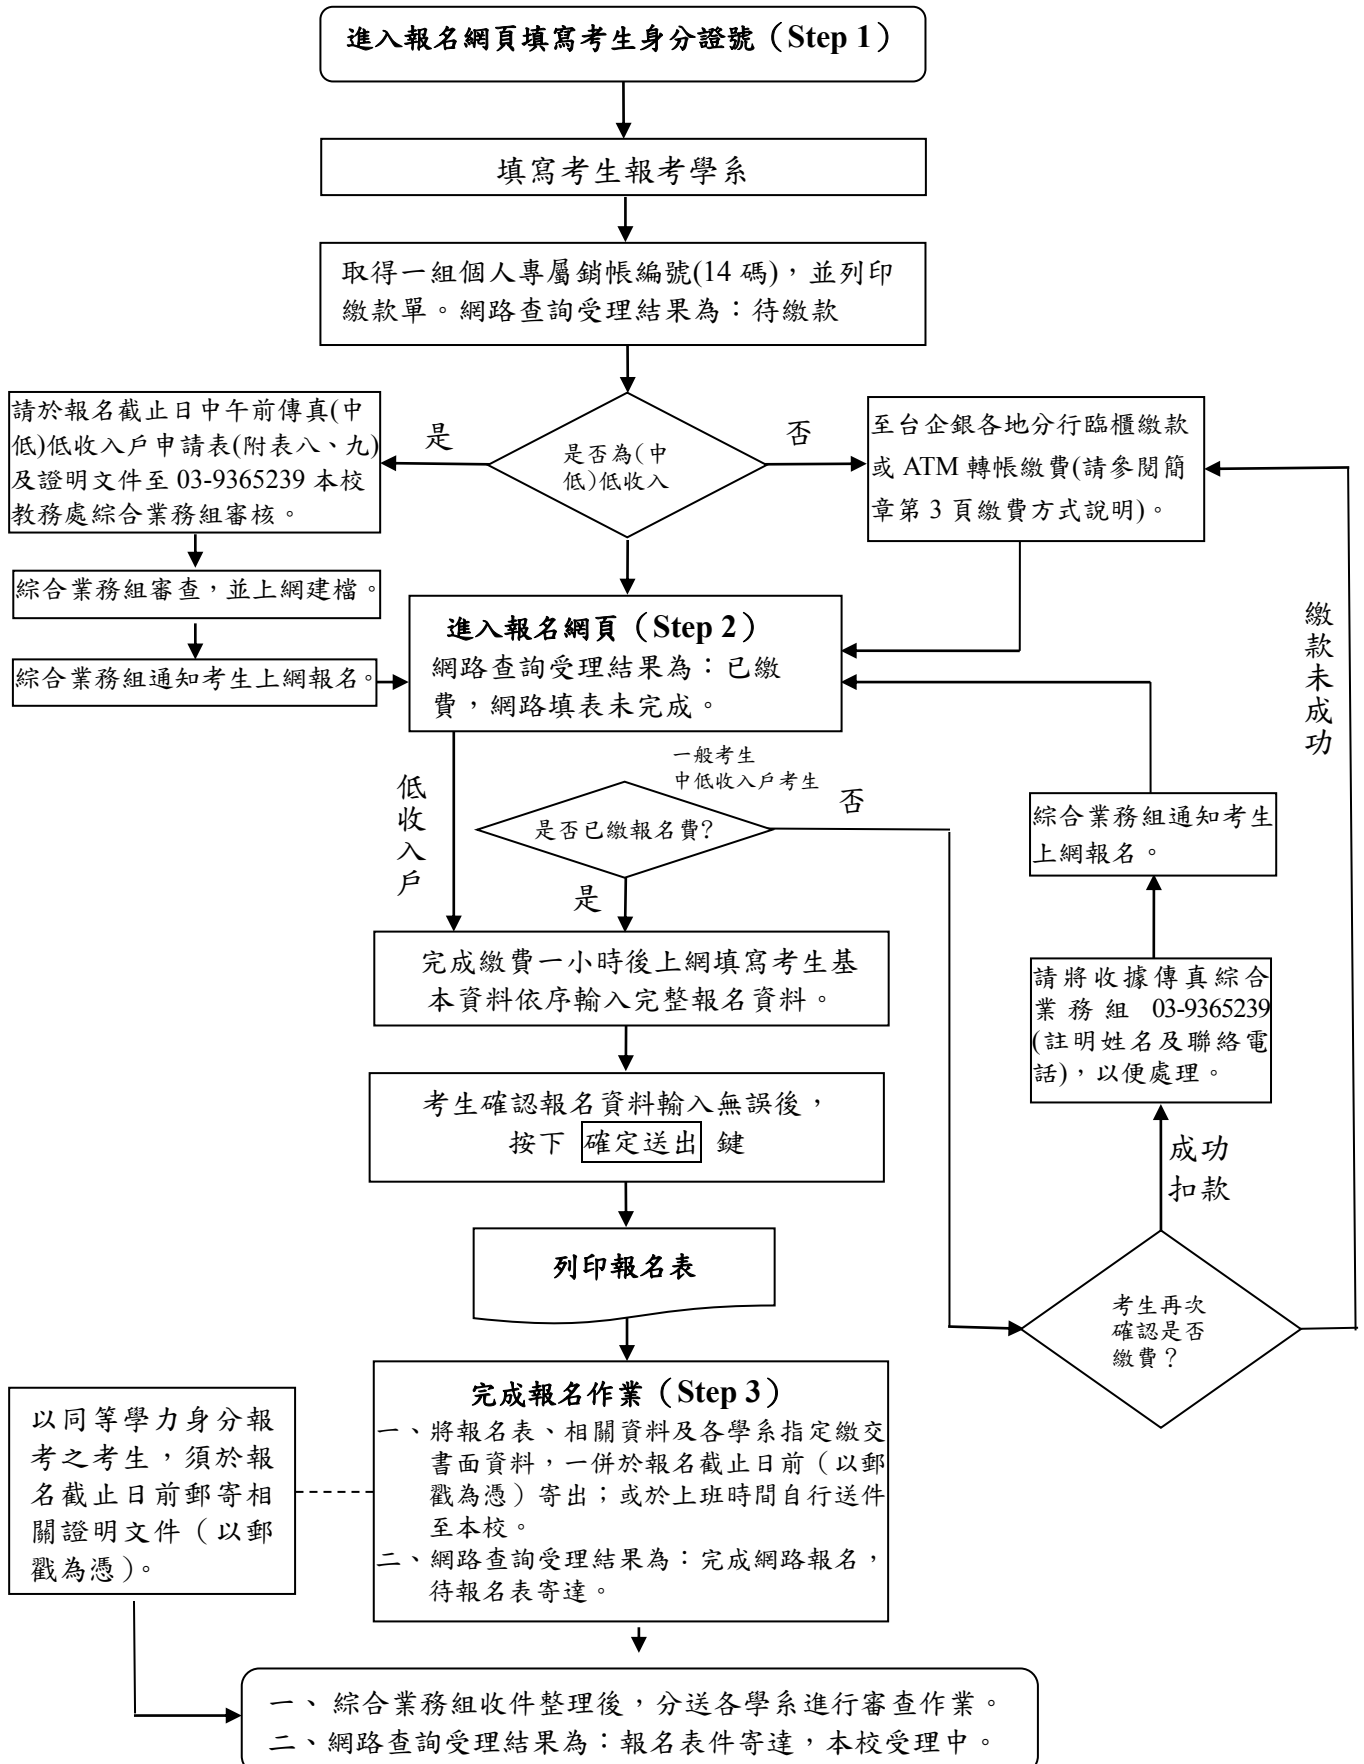 進入報名網頁填寫考生身分證號（Step 1）
填寫考生報考學系
取得一組個人專屬銷帳編號(14 碼)，並列印
繳款單。網路查詢受理結果為：待繳款
請於報名截止日中午前傳真(中
低)低收入戶申請表(附表八、九)
及證明文件至 03-9365239 本校
教務處綜合業務組審核。
是
是否為(中
低)低收入
否
至台企銀各地分行臨櫃繳款
或 ATM 轉帳繳費(請參閱簡
章第 3 頁繳費方式說明)。
綜合業務組審查，並上網建檔。
綜合業務組通知考生上網報名。
進入報名網頁（Step 2）
網路查詢受理結果為：已繳
費，網路填表未完成。
繳款未成功
低收入戶
一般考生
中低收入戶考生
是否已繳報名費?
否
是
綜合業務組通知考生
上網報名。
完成繳費一小時後上網填寫考生基
本資料依序輸入完整報名資料。
請將收據傳真綜合
業務組 03-9365239
(註明姓名及聯絡電
話)，以便處理。
考生確認報名資料輸入無誤後，
按下 確定送出 鍵
成功
扣款
列印報名表
考生再次
確認是否
繳費？
以同等學力身分報
考之考生，須於報
名截止日前郵寄相
關證明文件（以郵
戳為憑）。
完成報名作業（Step 3）
一、將報名表、相關資料及各學系指定繳交
書面資料，一併於報名截止日前（以郵
戳為憑）寄出；或於上班時間自行送件
至本校。
二、網路查詢受理結果為：完成網路報名，
待報名表寄達。
一、 綜合業務組收件整理後，分送各學系進行審查作業。
二、網路查詢受理結果為：報名表件寄達，本校受理中。